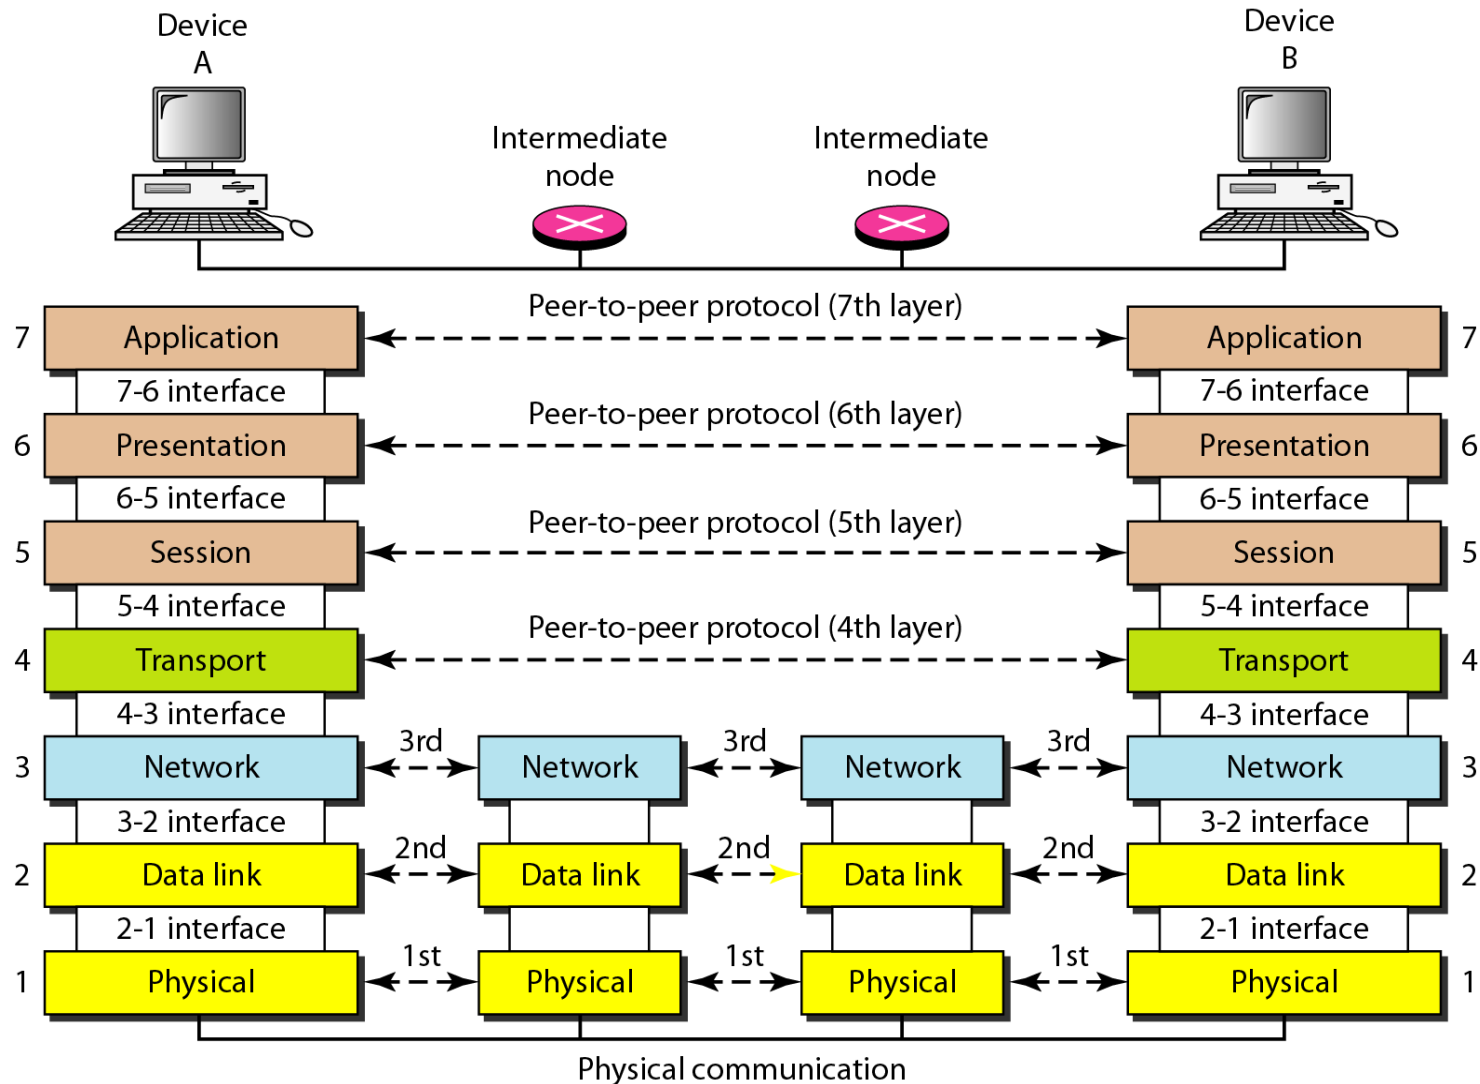 Device
A
Device
B
Intermediate
node
Intermediate
node
Peer-to-peer protocol (7th layer)
7
Application
Application
7
7-6 interface
7-6 interface
Peer-to-peer protocol (6th layer)
6
Presentation
Presentation
6
6-5 interface
6-5 interface
Peer-to-peer protocol (5th layer)
5
Session
Session
5
5-4 interface
5-4 interface
Peer-to-peer protocol (4th layer)
4
Transport
Transport
4
4-3 interface
4-3 interface
3rd
3rd
3rd
3
Network
Network
Network
Network
3
3-2 interface
3-2 interface
2nd
2nd
2nd
2
Data link
Data link
Data link
Data link
2
2-1 interface
2-1 interface
1st
1st
1st
1
Physical
Physical
Physical
Physical
1
Physical communication